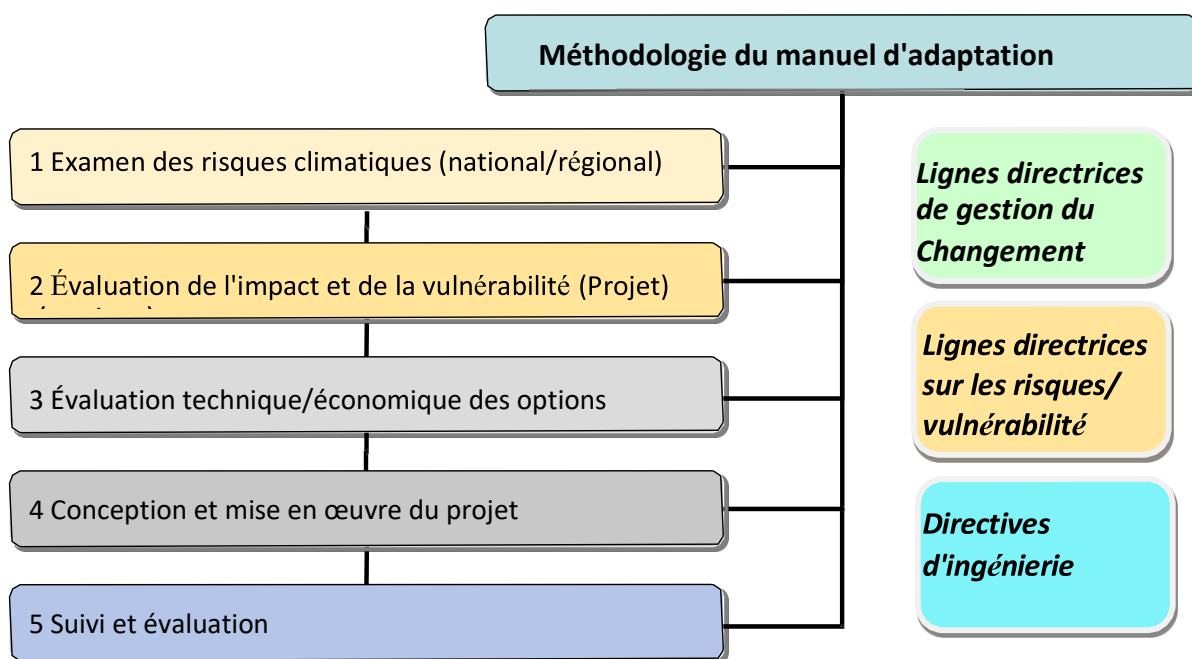 Méthodologie du manuel d'adaptation
1 Examen des risques climatiques (national/régional)
2 Évaluation de l'impact et de la vulnérabilité (Projet)
3 Évaluation technique/économique des options
4 Conception et mise en œuvre du projet
5 Suivi et évaluation
Lignes directrices
de gestion du
Changement
Lignes directrices
sur les risques/
vulnérabilité
Directives
d'ingénierie